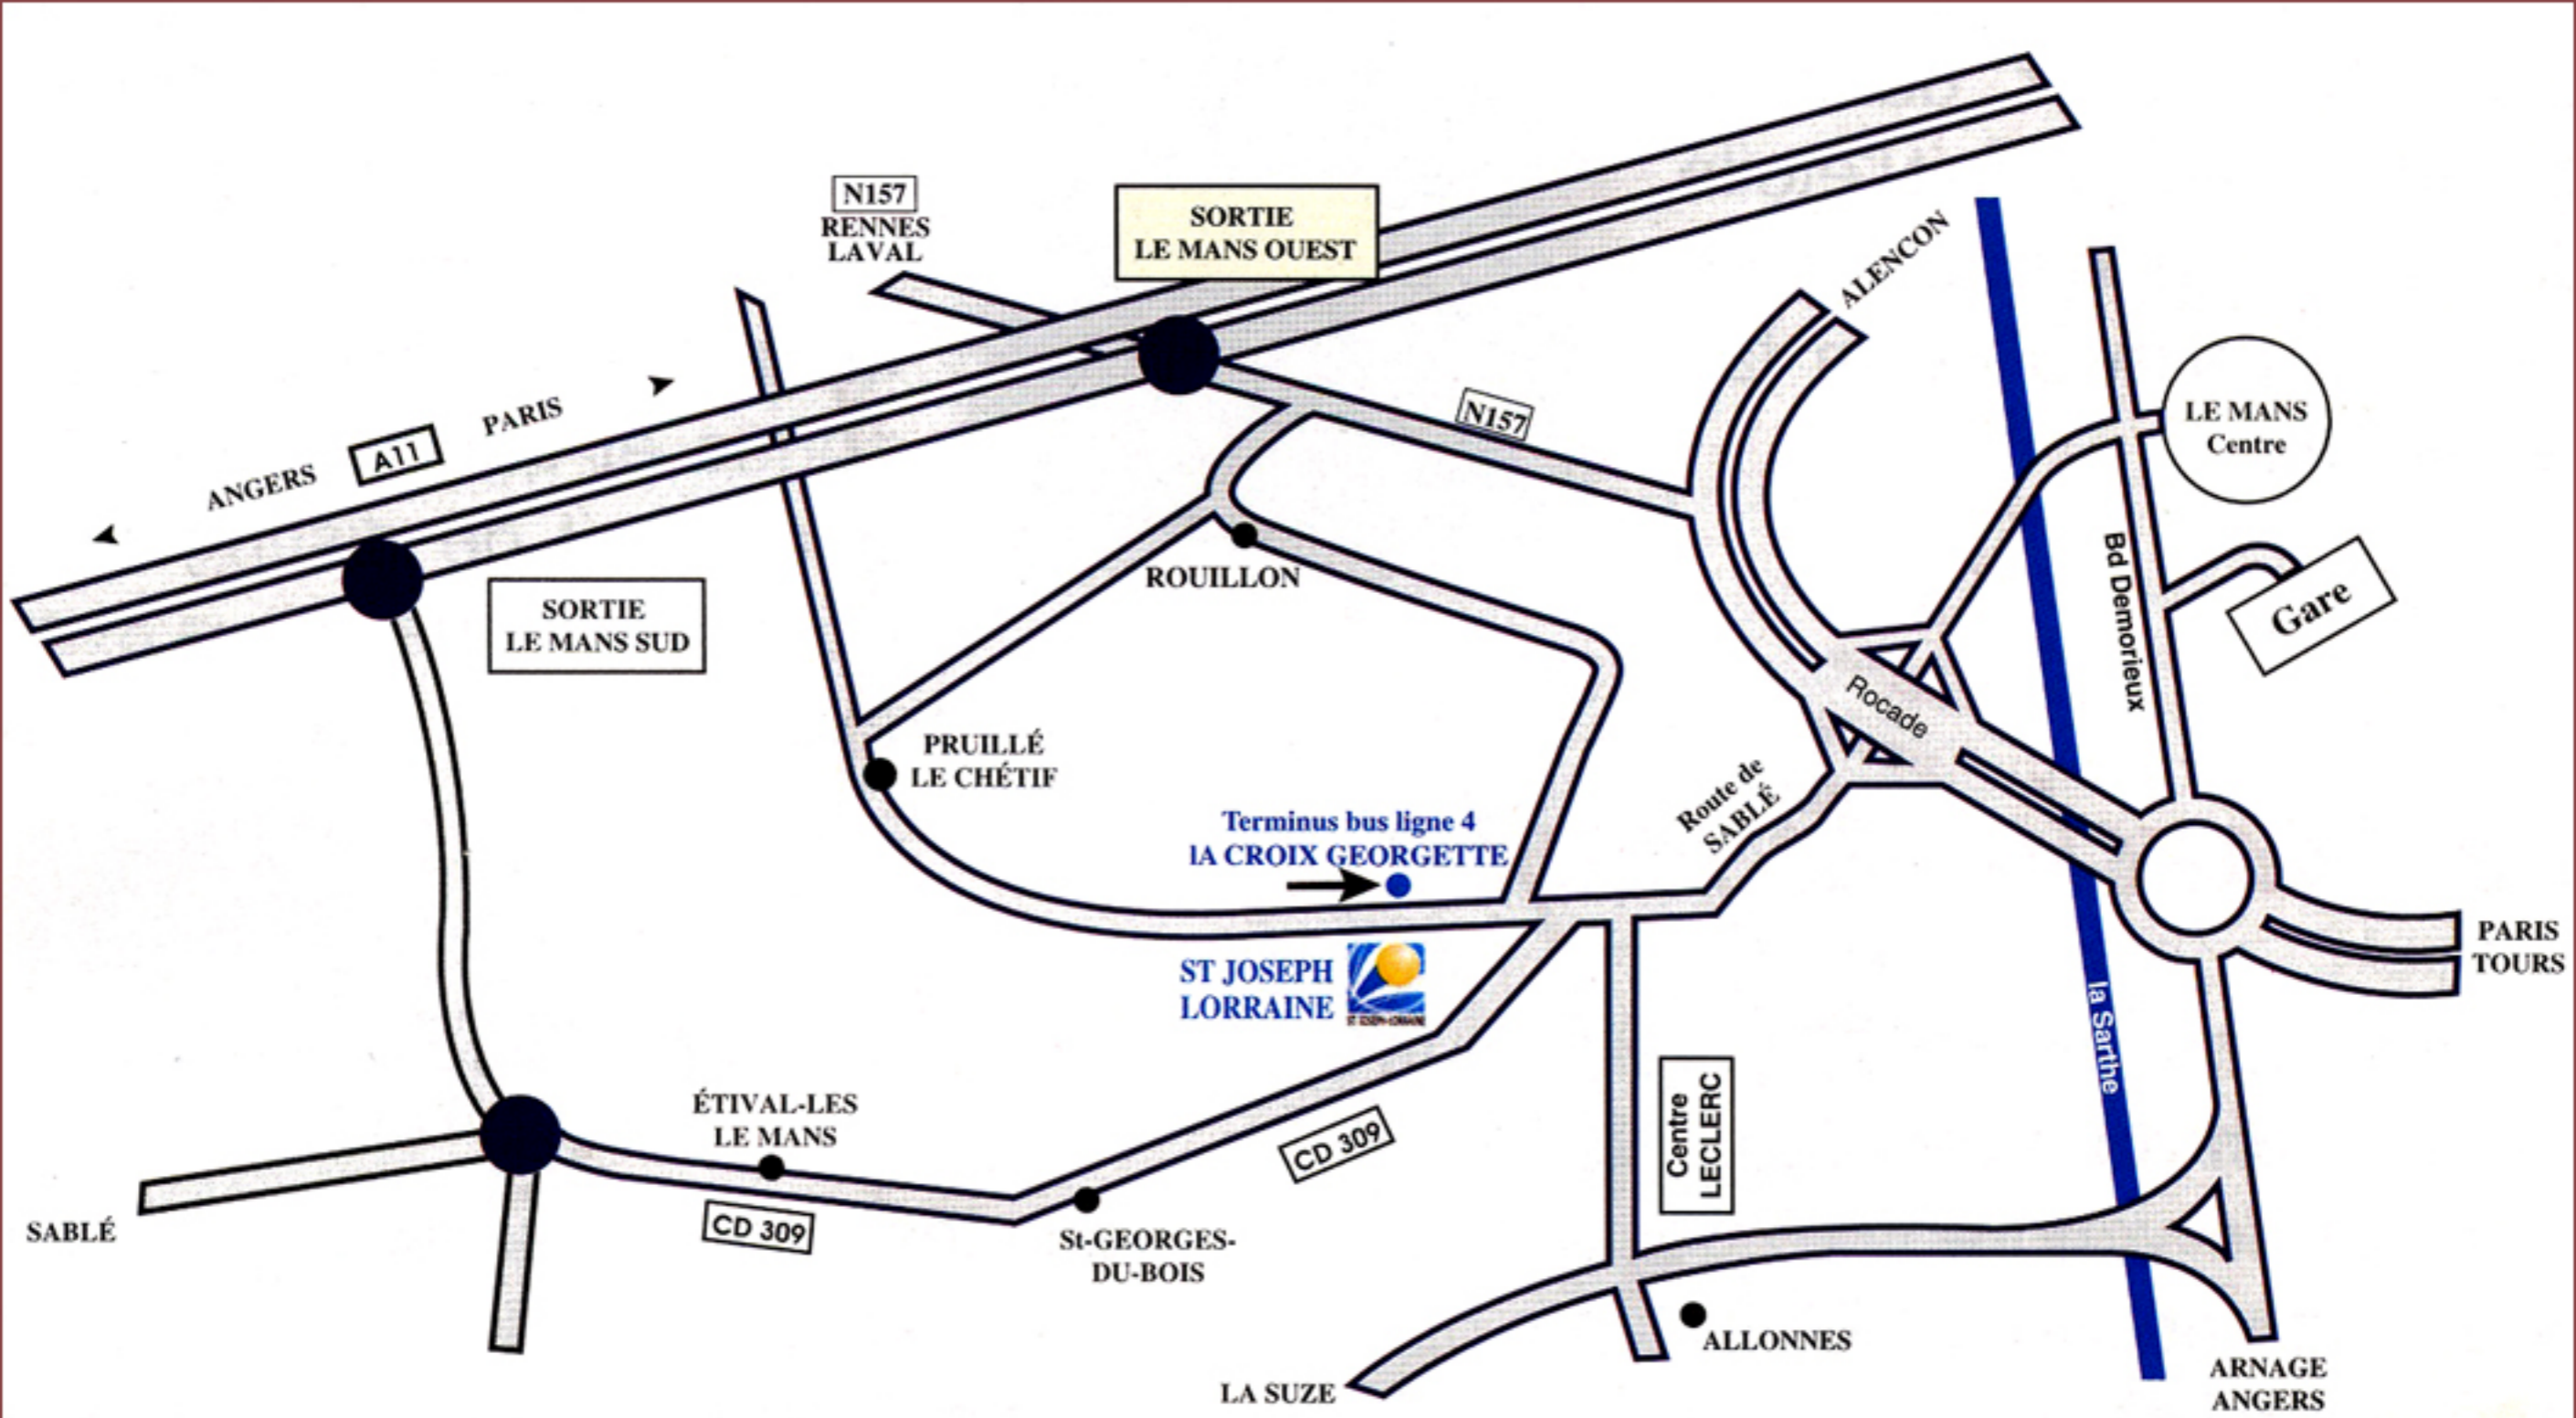 N157
RENNES
LAVAL
SORTIE
LE MANS OUEST
ALENCON
LE MANS
Centre
N157
PARIS
A11
ANGERS
Bd Demorieux
Gare
ROUILLON
SORTIE
LE MANS SUD
Rocade
PRUILLÉ
LE CHÉTIF
Route de
SABLÉ
Terminus bus ligne 4
lA CROIX GEORGETTE
PARIS
TOURS
ST JOSEPH
LORRAINE
ST JOSEPH-LORRAINE
la Sarthe
ÉTIVAL-LES
LE MANS
Centre
LECLERC
CD 309
CD 309
SABLÉ
St-GEORGES-
DU-BOIS
ALLONNES
LA SUZE
ARNAGE
ANGERS